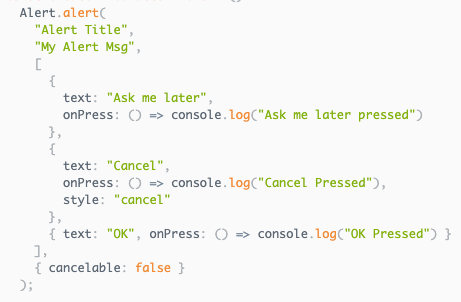 Alert.alert(
"Alert Title",
"My Alert Msg",
[
{
text: "Ask me later",
onPress: () => console.log("Ask me later pressed")
},
{
text: "Cancel",
onPress: () => console.log("Cancel Pressed"),
style: "cancel"
},
{ text: "OK", onPress: () => console.log("OK Pressed") }
],
{ cancelable: false }
);